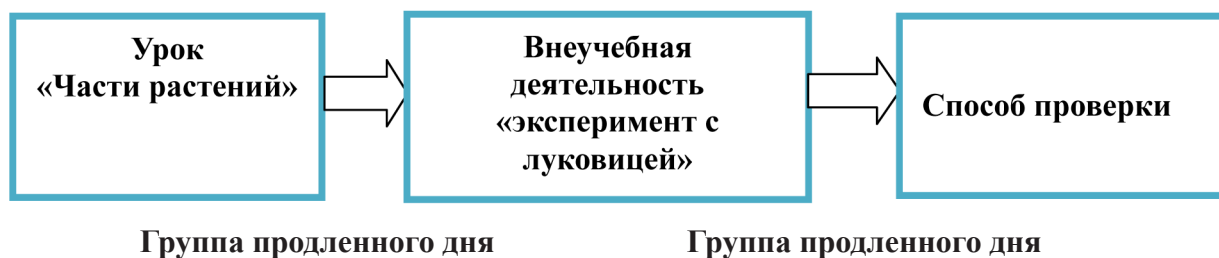 Урок
«Части растений»
Внеучебная
деятельность
«эксперимент с
луковицей»
Способ проверки
Группа продленного дня
Группа продленного дня